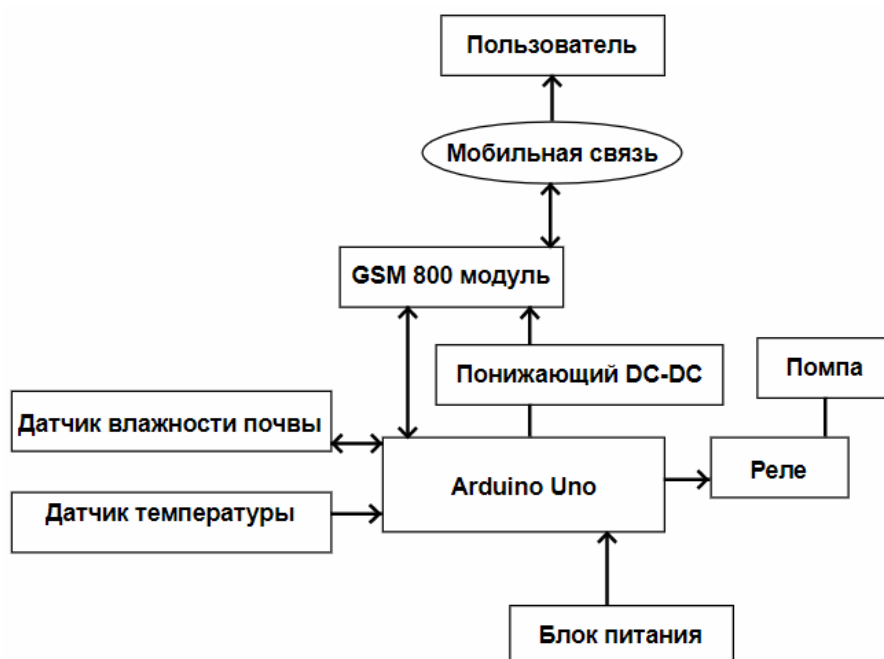 Пользователь
Мобильная связь
GSM 800 модуль
Понижающий DC-DC
Помпа
Датчик влажности почвы
Arduino Uno
Реле
Датчик температуры
Блок питания